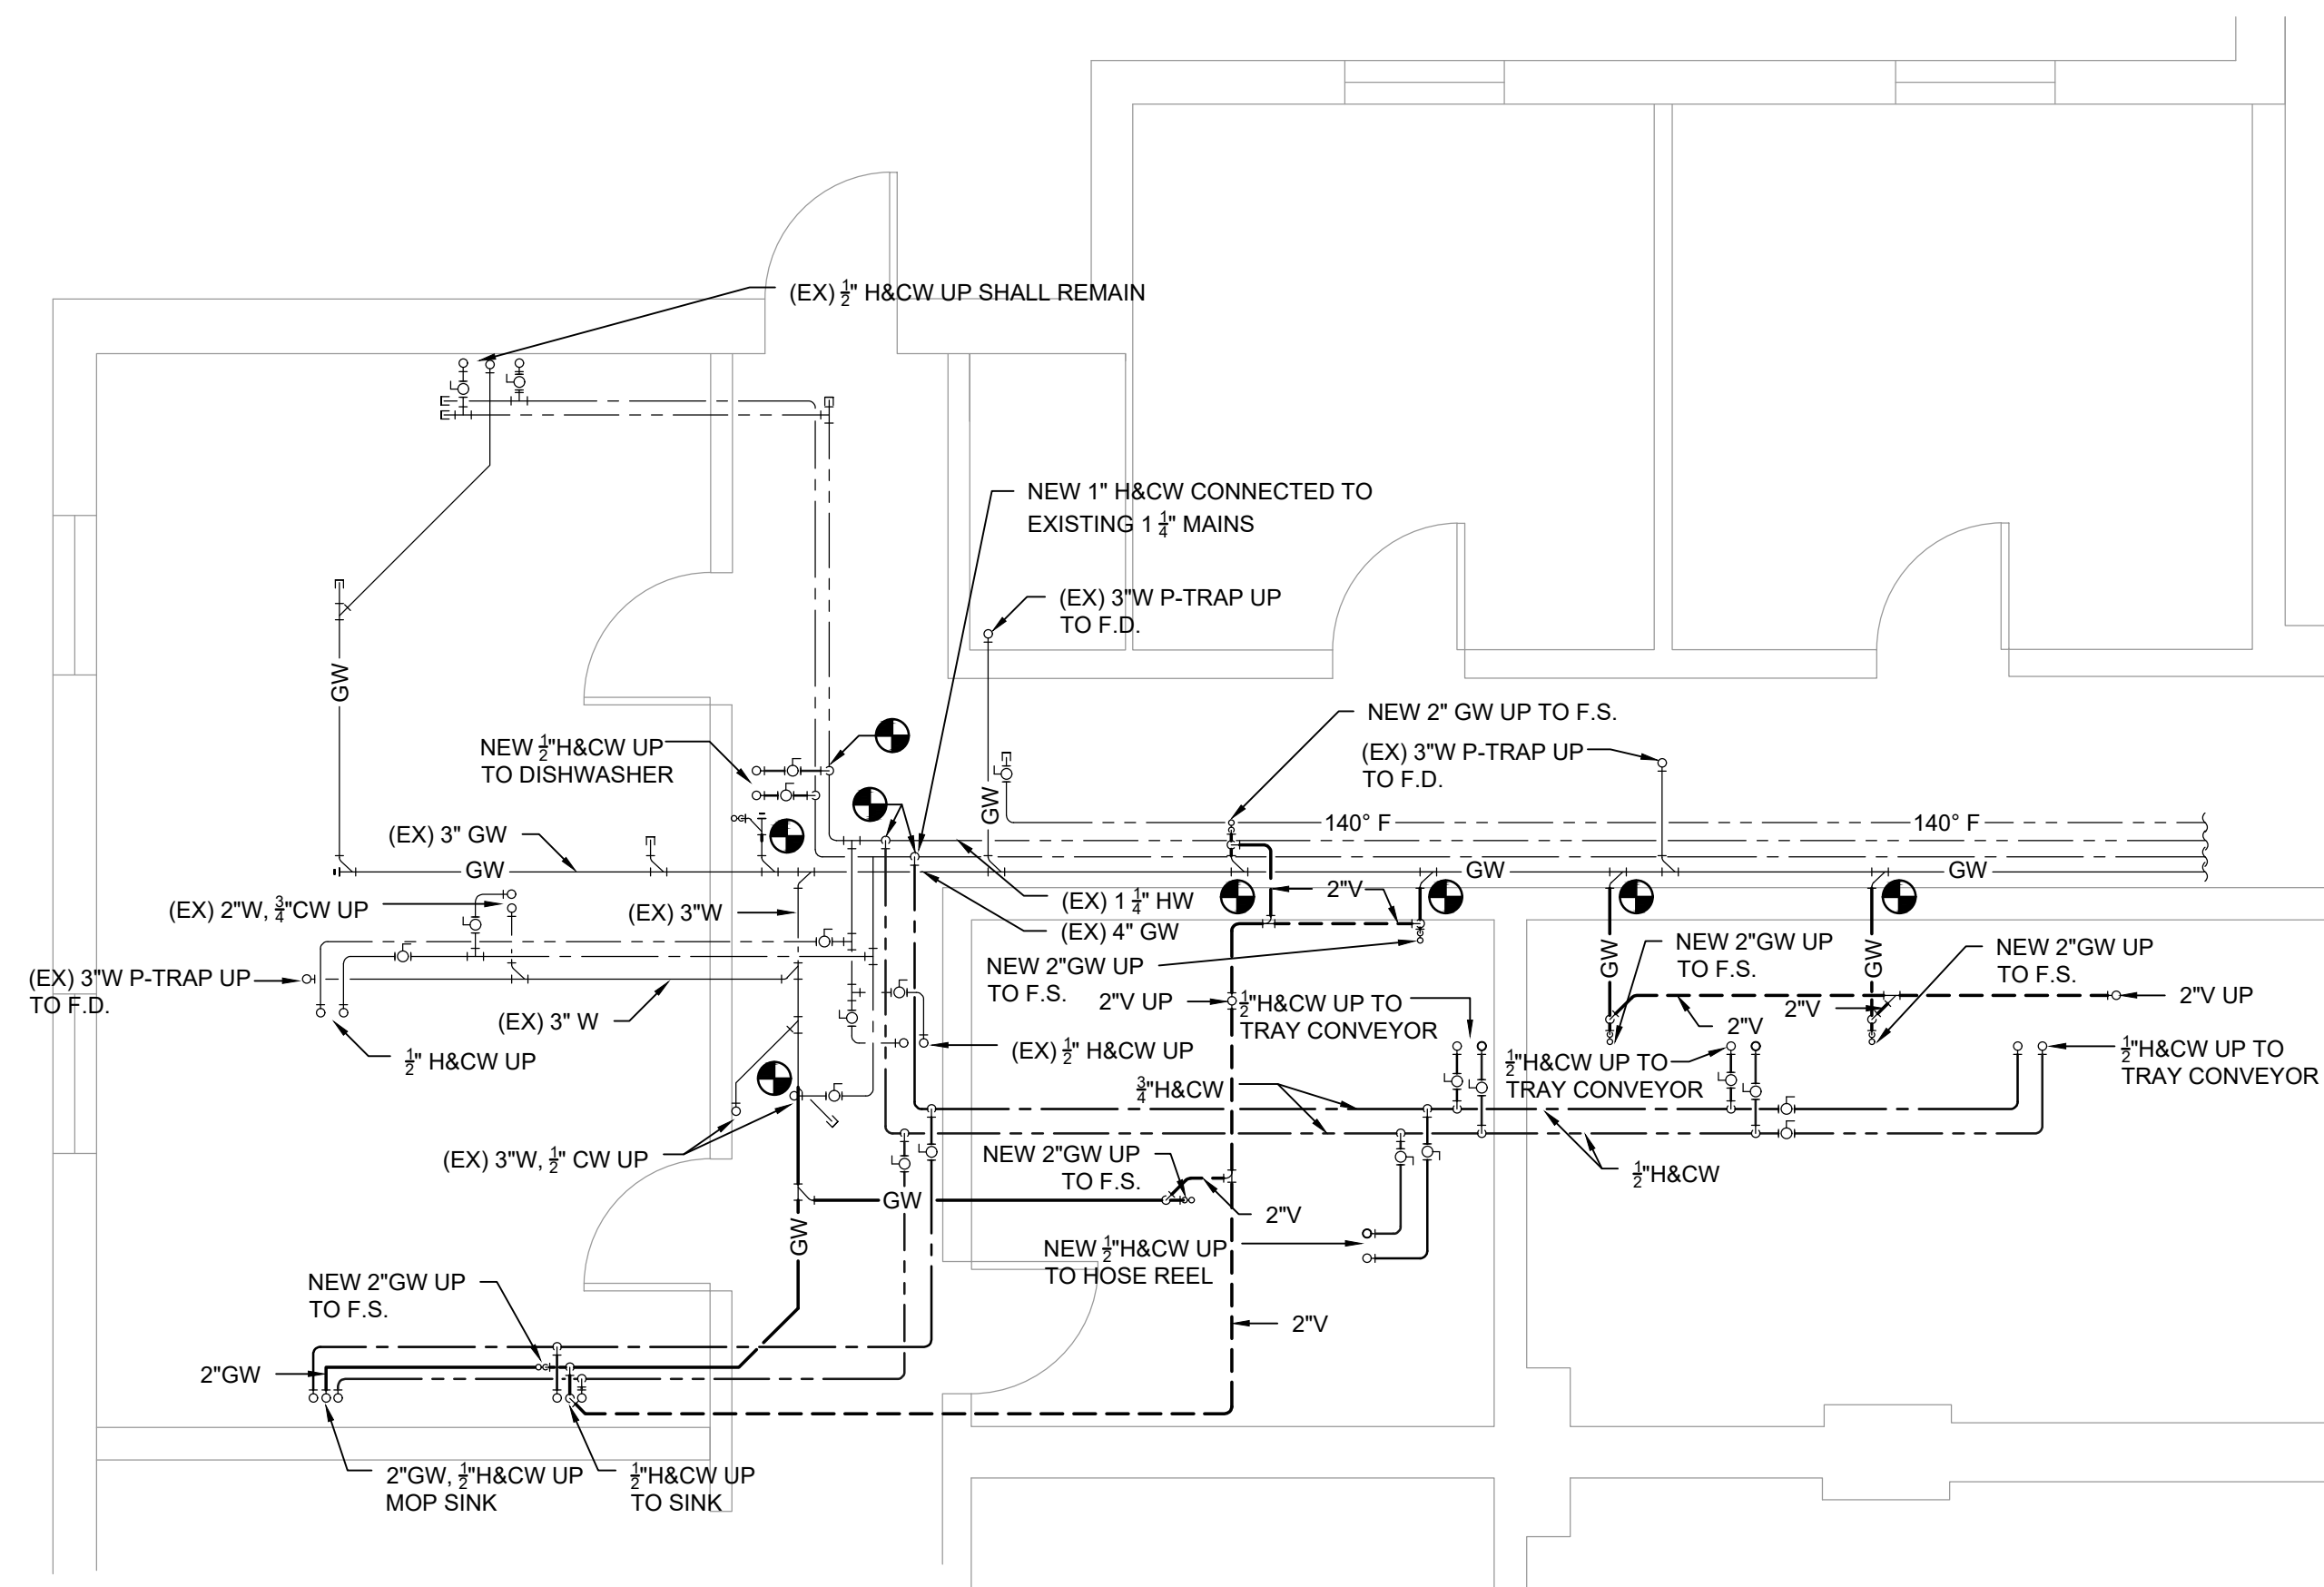 (EX) 1/2" H&CW UP SHALL REMAIN
NEW 1" H&CW CONNECTED TO
EXISTING 1 1/4" MAINS
(EX) 3"W P-TRAP UP
TO F.D.
GW
NEW 2" GW UP TO F.S.
(EX) 3"W P-TRAP UP
TO F.D.
NEW 1/2"H&CW UP
TO DISHWASHER
GW
140° F
140° F
(EX) 3" GW
GW
GW
GW
(EX) 2"W, 3/4"CW UP
(EX) 3"W
(EX) 1 1/4" HW
2"V
(EX) 4" GW
GW
GW
NEW 2"GW UP
TO F.S.
NEW 2"GW UP
TO F.S.
NEW 2"GW UP
TO F.S.
(EX) 3"W P-TRAP UP
TO F.D.
2"V UP
1/2"H&CW UP TO
TRAY CONVEYOR
2"V
2"V
2"V UP
(EX) 3" W
1/2" H&CW UP
(EX) 1/2" H&CW UP
1/2"H&CW UP TO
TRAY CONVEYOR
1/2"H&CW UP TO
TRAY CONVEYOR
3/4"H&CW
(EX) 3"W, 1/2" CW UP
NEW 2"GW UP
TO F.S.
1/2"H&CW
GW
2"V
GW
NEW 1/2"H&CW UP
TO HOSE REEL
NEW 2"GW UP
TO F.S.
2"V
2"GW
2"GW, 1/2"H&CW UP
MOP SINK
1/2"H&CW UP
TO SINK